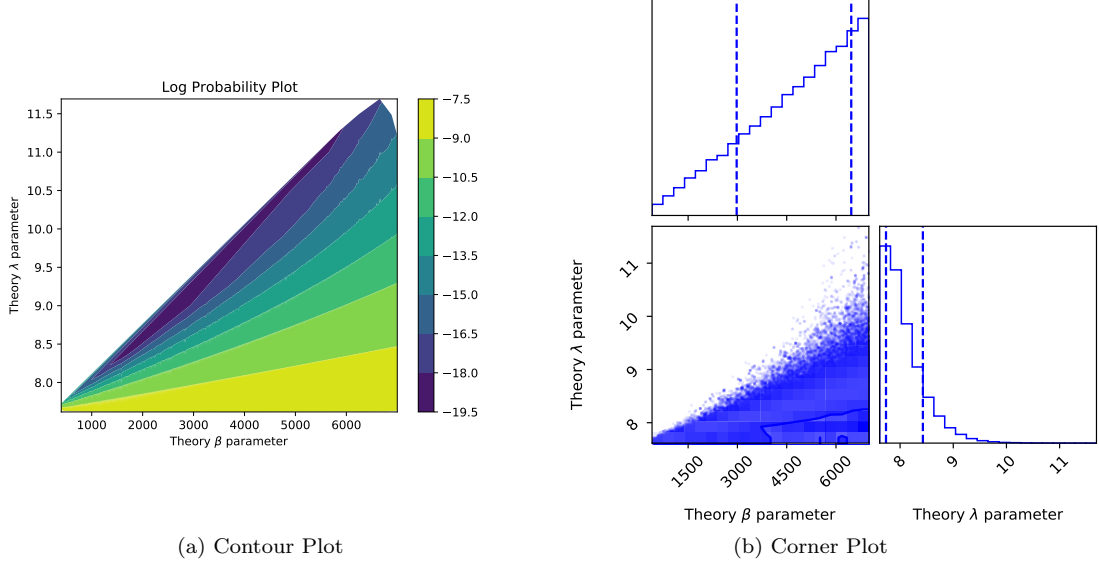 Log Probability Plot
Theory λ parameter
11.5
11.0
10.5
10.0
9.5
9.0
8.5
8.0
1000 2000 3000 4000 5000 6000
Theory β parameter
−7.5
−9.0
−10.5
−12.0
−13.5
−15.0
−16.5
−18.0
−19.5
(a) Contour Plot
Theory λ parameter
11
10
9
8
1500 3000 4500 6000
Theory β parameter
8 9 10 11
Theory λ parameter
(b) Corner Plot